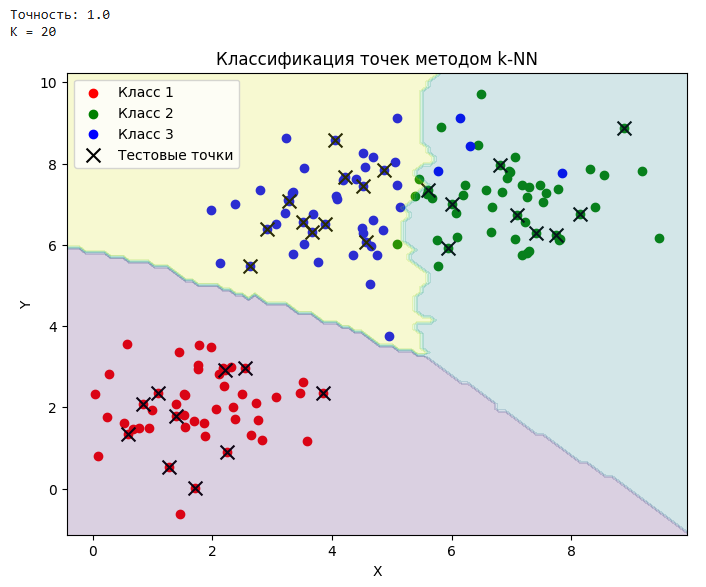 Точность: 1.0
K = 20
Классификация точек методом k-NN
10
8
6
4
2
0
Y
Класс 1
Класс 2
Класс 3
Тестовые точки
0 2 4 6 8
X